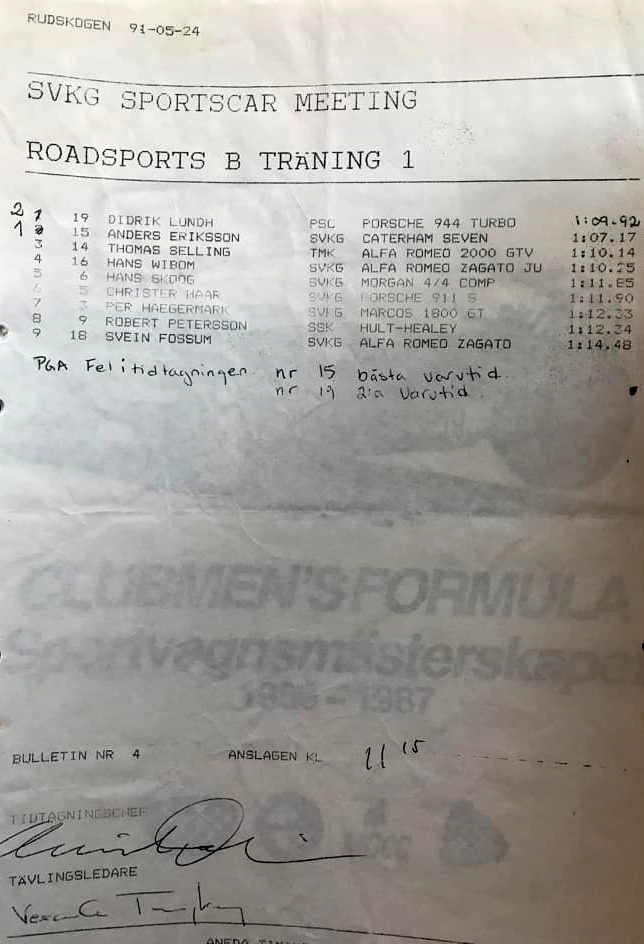 RUDSKOGEN 91-05-24
SVKG SPORTSCAR MEETING
ROADSPORTS B TRÄNING 1
2 1 19 DIDRIK LUNDH PSC PORSCHE 944 TURBO 1:09.92
1 2 15 ANDERS ERIKSSON SVKG CATERHAM SEVEN 1:07.17
3 14 THOMAS SELLING TMK ALFA ROMEO 2000 GTV 1:10.14
4 16 HANS WIBOM SVKG ALFA ROMEO ZAGATO JU 1:10.25
5 6 HANS SKOOG SVKG MORGAN 4/4 COMP 1:11.85
6 5 CHRISTER HAAR SVKG PORSCHE 911 S 1:11.90
7 3 PER HAEGERMARK SVKG MARCOS 1800 GT 1:12.33
8 9 ROBERT PETERSSON SSK HULT-HEALEY 1:12.34
9 18 SVEIN FOSSUM SVKG ALFA ROMEO ZAGATO 1:14.48
PGA Fel i tidtagningen. nr 15 bästa varvtid.
nr 19 2:a Varvtid.
CLUBMEN'S FORMULA
Sportvagnsmästerskapet
1986-1987
BULLETIN NR 4 ANSLAGEN KL 11 15
TIDTAGNINGSCHEF
TÄVLINGSLEDARE